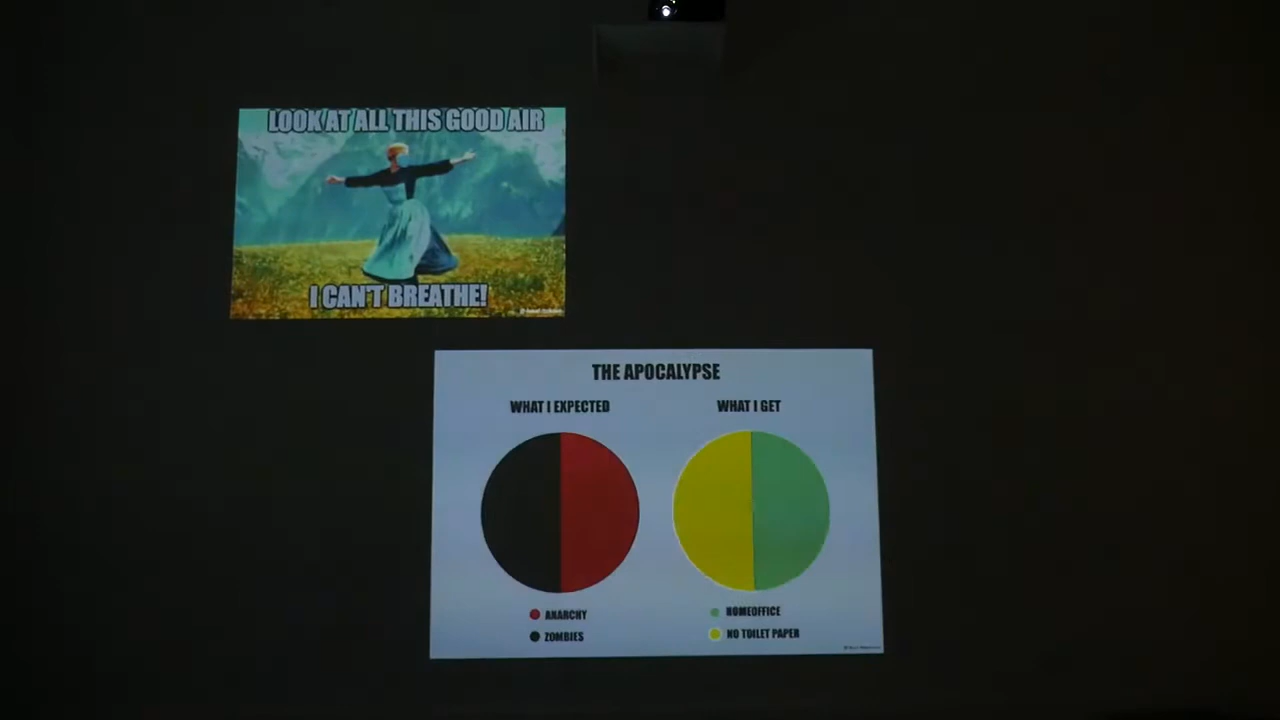 LOOK AT ALL THIS GOOD AIR
I CAN'T BREATHE!
THE APOCALYPSE
WHAT I EXPECTED
WHAT I GET
ANARCHY
ZOMBIES
HOMEOFFICE
NO TOILET PAPER